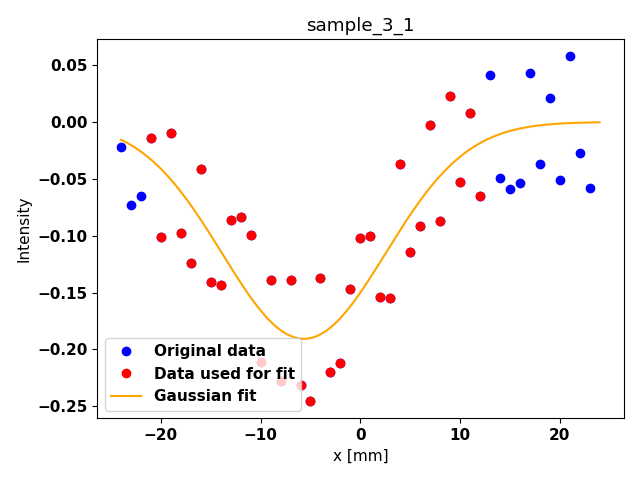 sample_3_1
0.05
0.00
−0.05
−0.10
−0.15
−0.20
−0.25
Intensity
Original data
Data used for fit
Gaussian fit
−20 −10 0 10 20
x [mm]